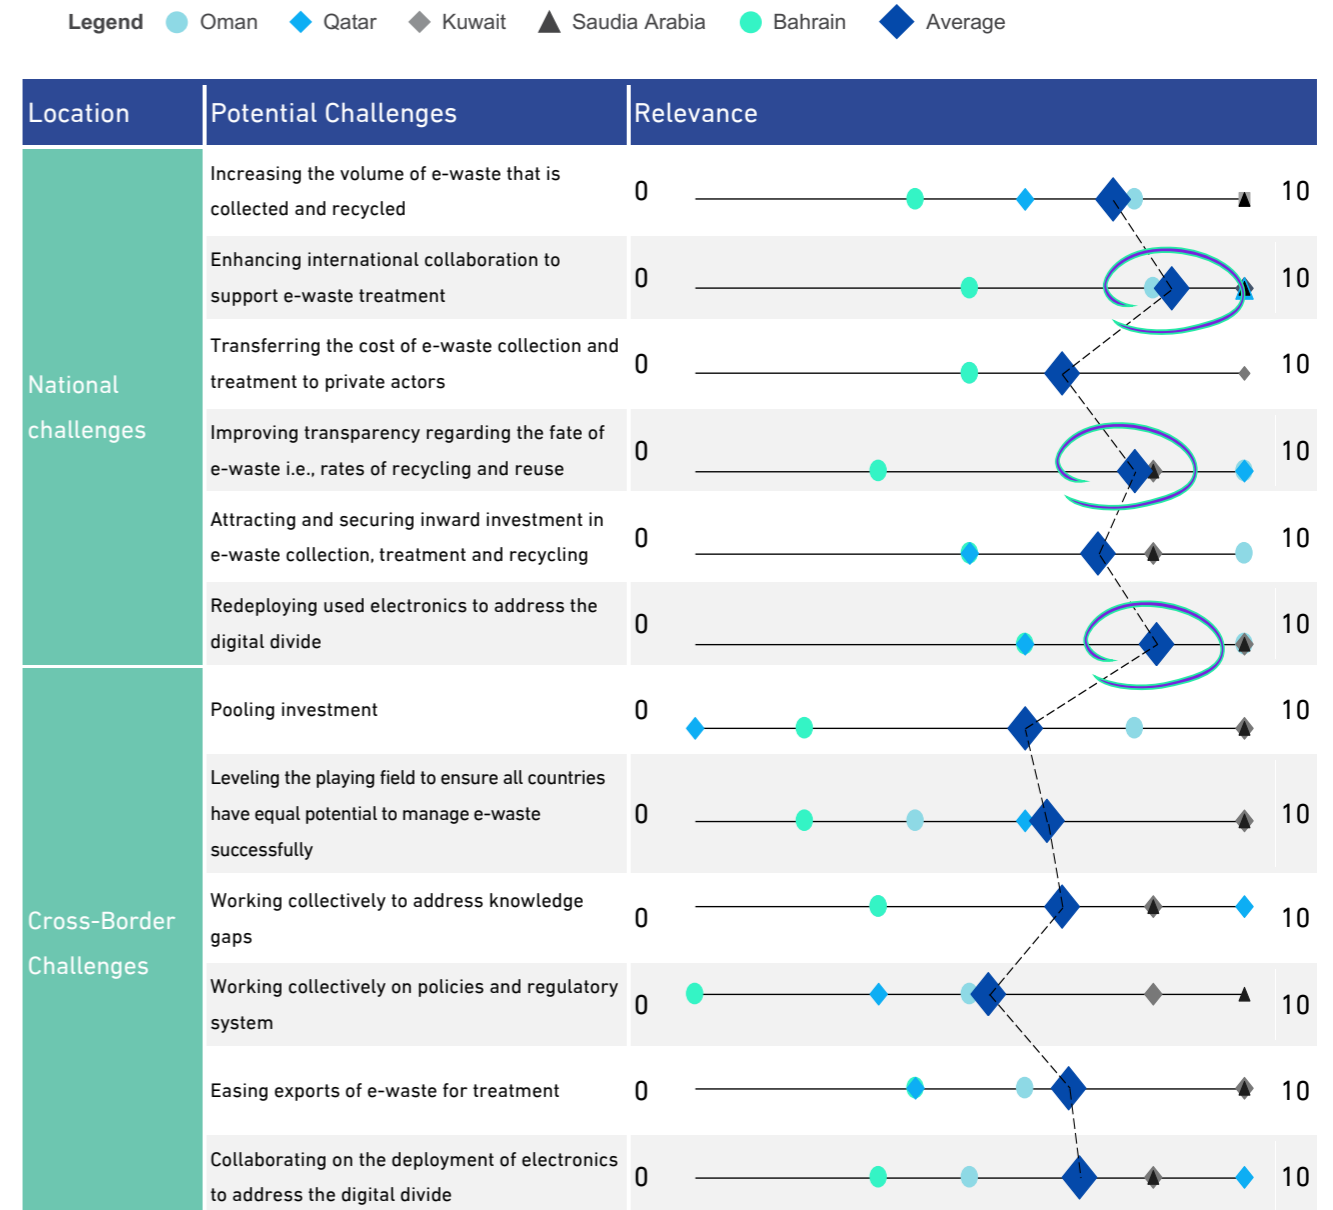 Legend Oman Qatar Kuwait Saudia Arabia Bahrain Average
Location Potential Challenges Relevance
National
challenges
Increasing the volume of e-waste that is
collected and recycled
0 10
Enhancing international collaboration to
support e-waste treatment
0 10
Transferring the cost of e-waste collection and
treatment to private actors
0 10
Improving transparency regarding the fate of
e-waste i.e., rates of recycling and reuse
0 10
Attracting and securing inward investment in
e-waste collection, treatment and recycling
0 10
Redeploying used electronics to address the
digital divide
0 10
Cross-Border
Challenges
Pooling investment
0 10
Leveling the playing field to ensure all countries
have equal potential to manage e-waste
successfully
0 10
Working collectively to address knowledge
gaps
0 10
Working collectively on policies and regulatory
system
0 10
Easing exports of e-waste for treatment
0 10
Collaborating on the deployment of electronics
to address the digital divide
0 10